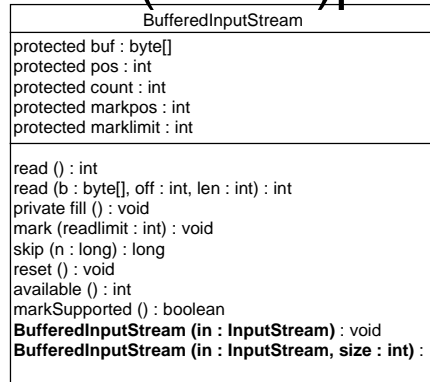 BufferedInputStream
protected buf : byte[]
protected pos : int
protected count : int
protected markpos : int
protected marklimit : int
read () : int
read (b : byte[], off : int, len : int) : int
private fill () : void
mark (readlimit : int) : void
skip (n : long) : long
reset () : void
available () : int
markSupported () : boolean
BufferedInputStream (in : InputStream) : void
BufferedInputStream (in : InputStream, size : int) :